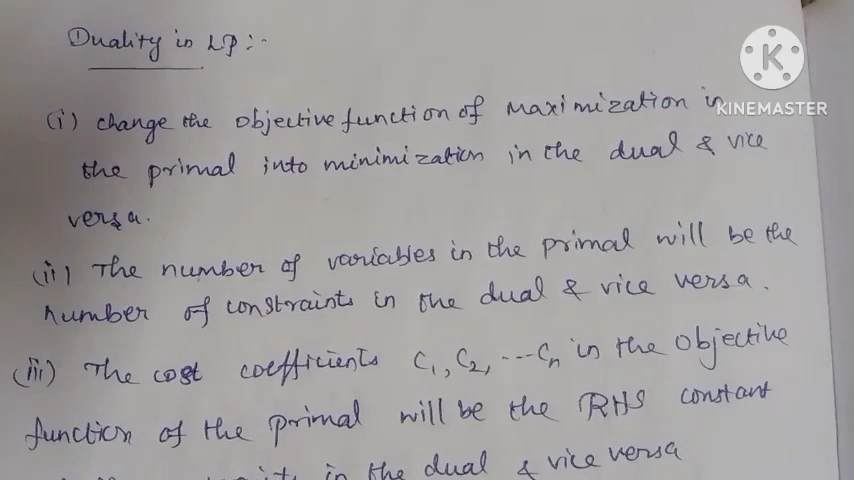 Duality in LP:-
KINEMASTER
(i) change the objective function of Maximization in
the primal into minimization in the dual & vice
versa.
(ii) The number of variables in the primal will be the
number of constraints in the dual & vice versa.
(iii) The cost coefficients C1, C2, ---Cn in the objective
function of the primal will be the RHS constant
in the dual & vice versa